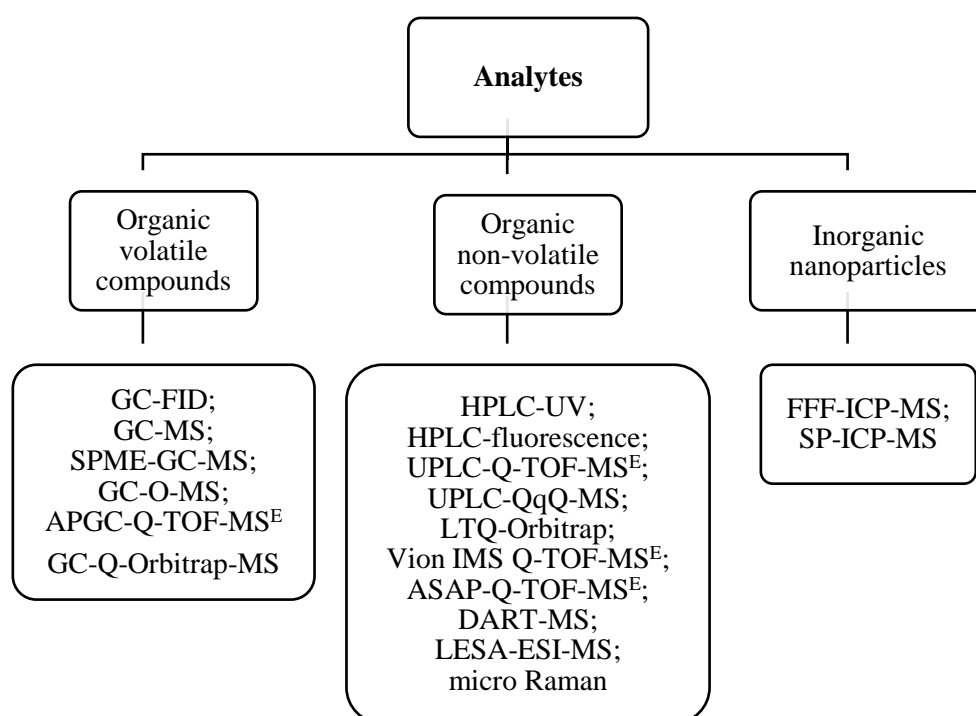 Analytes
Organic
volatile
compounds
Organic
non-volatile
compounds
Inorganic
nanoparticles
GC-FID;
GC-MS;
SPME-GC-MS;
GC-O-MS;
APGC-Q-TOF-MSᴱ
GC-Q-Orbitrap-MS
HPLC-UV;
HPLC-fluorescence;
UPLC-Q-TOF-MSᴱ;
UPLC-QqQ-MS;
LTQ-Orbitrap;
Vion IMS Q-TOF-MSᴱ;
ASAP-Q-TOF-MSᴱ;
DART-MS;
LESA-ESI-MS;
micro Raman
FFF-ICP-MS;
SP-ICP-MS